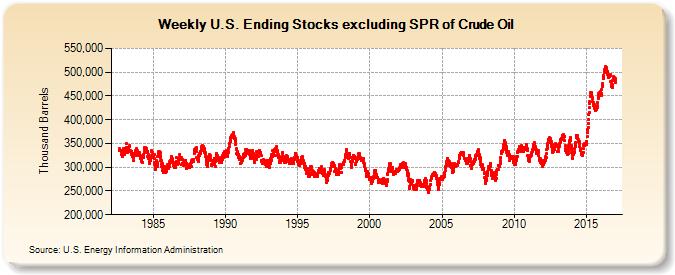 Weekly U.S. Ending Stocks excluding SPR of Crude Oil
Thousand Barrels
550,000
500,000
450,000
400,000
350,000
300,000
250,000
200,000
1985 1990 1995 2000 2005 2010 2015
Source: U.S. Energy Information Administration